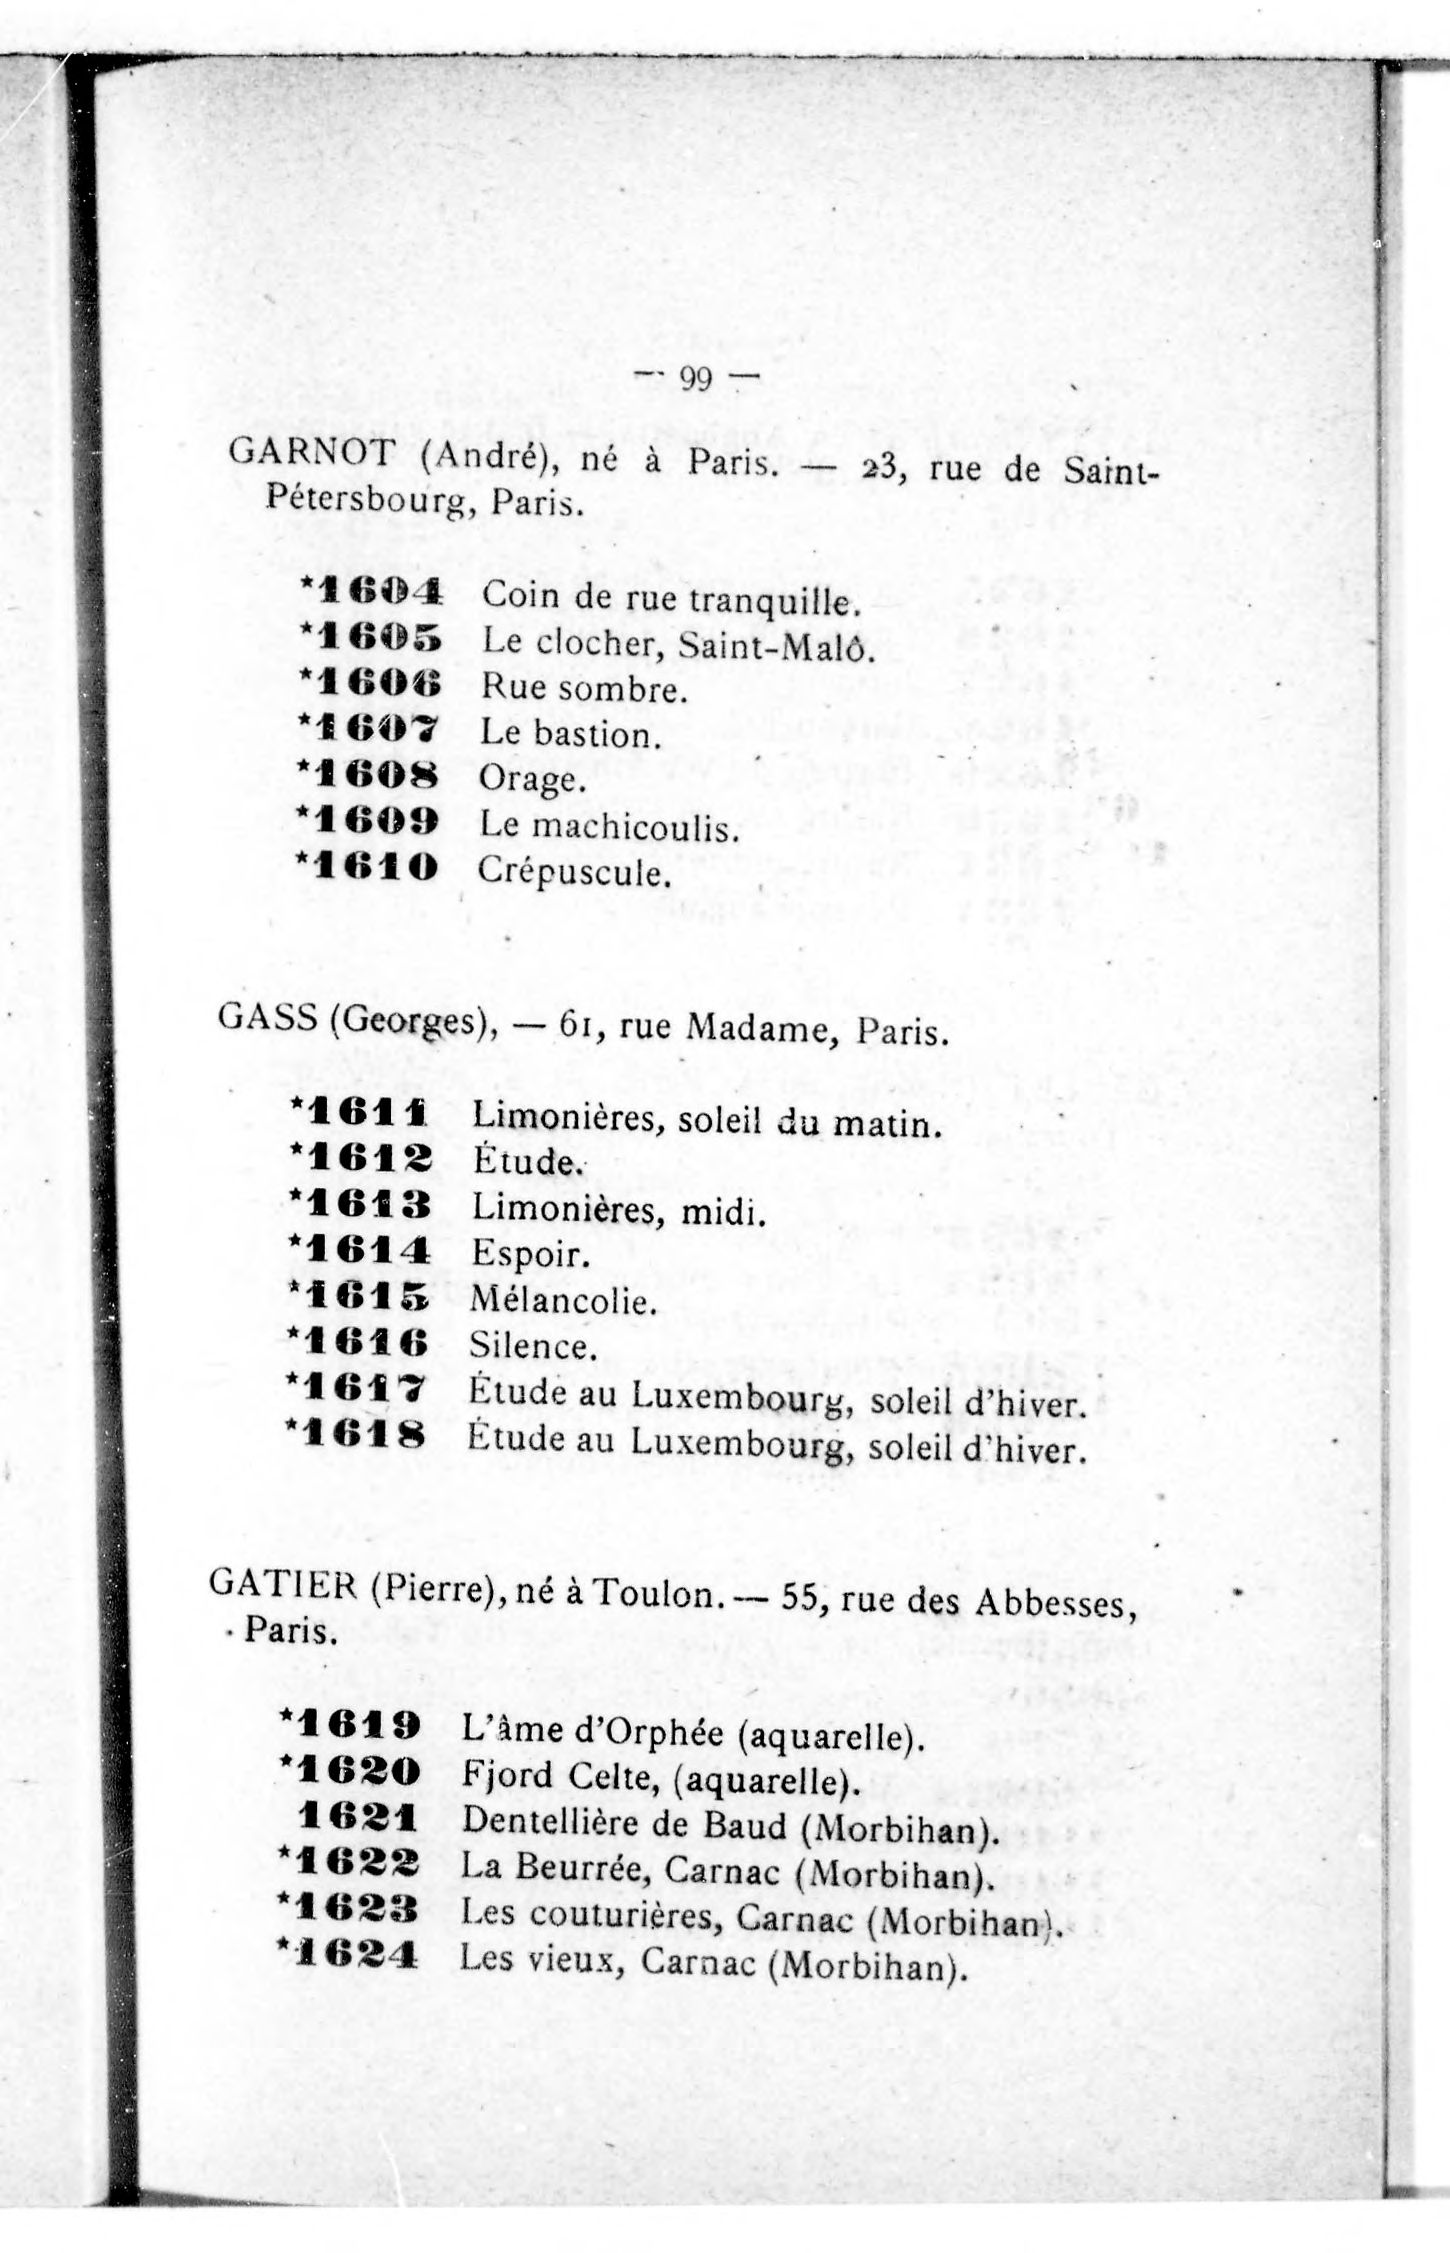 — 99 —
GARNOT (André), né à Paris. — 23, rue de Saint-
Pétersbourg, Paris.
*1604 Coin de rue tranquille.
*1605 Le clocher, Saint-Malô.
*1606 Rue sombre.
*1607 Le bastion.
*1608 Orage.
*1609 Le machicoulis.
*1610 Crépuscule.
GASS (Georges), — 61, rue Madame, Paris.
*1611 Limonières, soleil du matin.
*1612 Étude.
*1613 Limonières, midi.
*1614 Espoir.
*1615 Mélancolie.
*1616 Silence.
*1617 Étude au Luxembourg, soleil d'hiver.
*1618 Étude au Luxembourg, soleil d'hiver.
GATIER (Pierre), né à Toulon. — 55, rue des Abbesses,
Paris.
*1619 L'âme d'Orphée (aquarelle).
*1620 Fjord Celte, (aquarelle).
1621 Dentellière de Baud (Morbihan).
*1622 La Beurrée, Carnac (Morbihan).
*1623 Les couturières, Carnac (Morbihan).
*1624 Les vieux, Carnac (Morbihan).